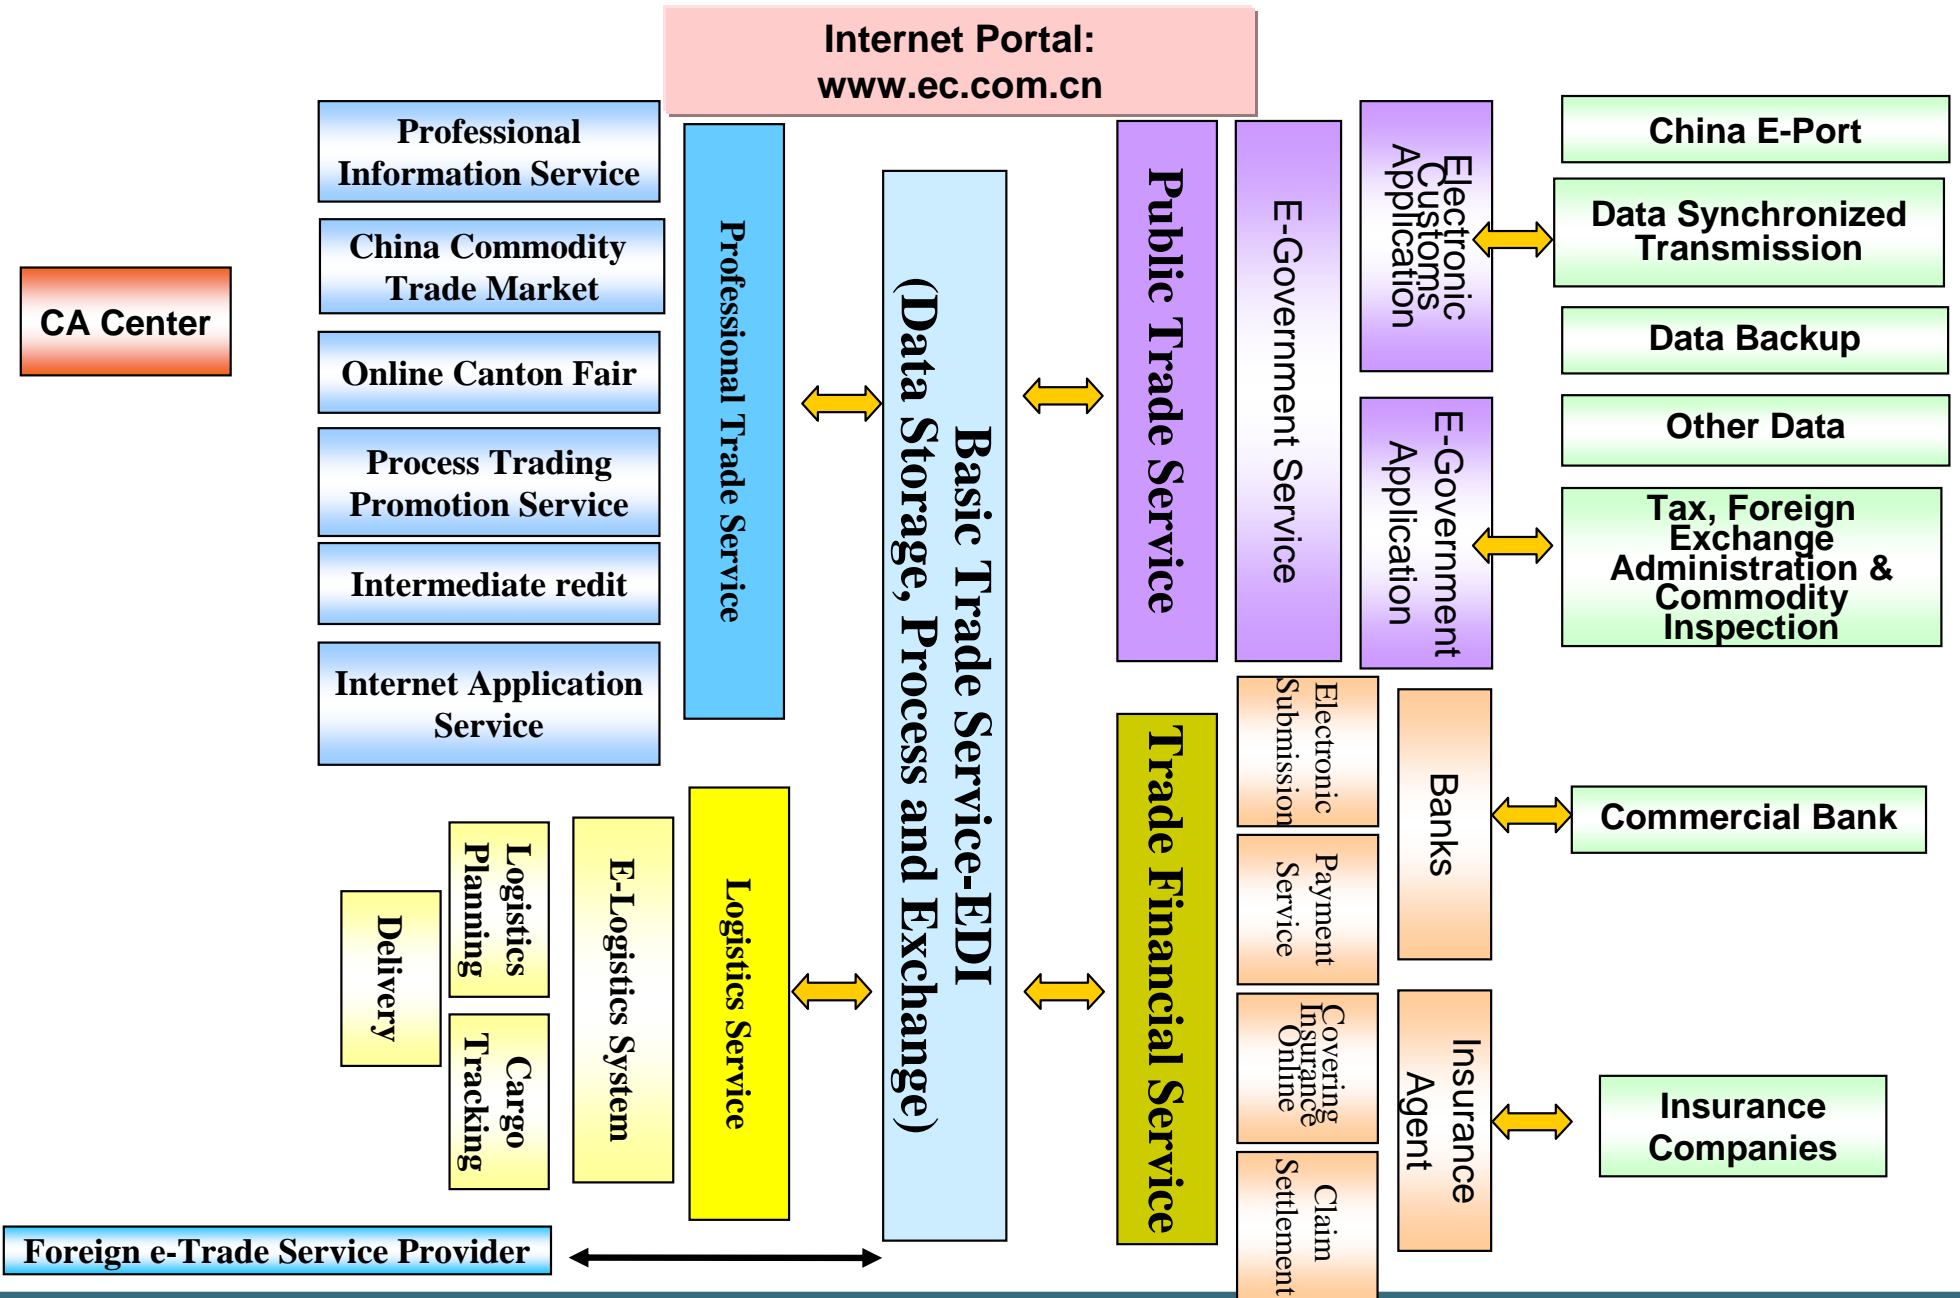 Internet Portal:
www.ec.com.cn
CA Center
Professional
Information Service
China Commodity
Trade Market
Online Canton Fair
Process Trading
Promotion Service
Intermediate redit
Internet Application
Service
Professional Trade Service
Basic Trade Service-EDI
(Data Storage, Process and Exchange)
Public Trade Service
E-Government Service
Electronic
Customs
Application
E-Government
Application
China E-Port
Data Synchronized
Transmission
Data Backup
Other Data
Tax, Foreign
Exchange
Administration &
Commodity
Inspection
Delivery
Logistics
Planning
Cargo
Tracking
E-Logistics System
Logistics Service
Trade Financial Service
Electronic
Submission
Payment
Service
Covering
Insurance
Online
Claim
Settlement
Banks
Insurance
Agent
Commercial Bank
Insurance
Companies
Foreign e-Trade Service Provider